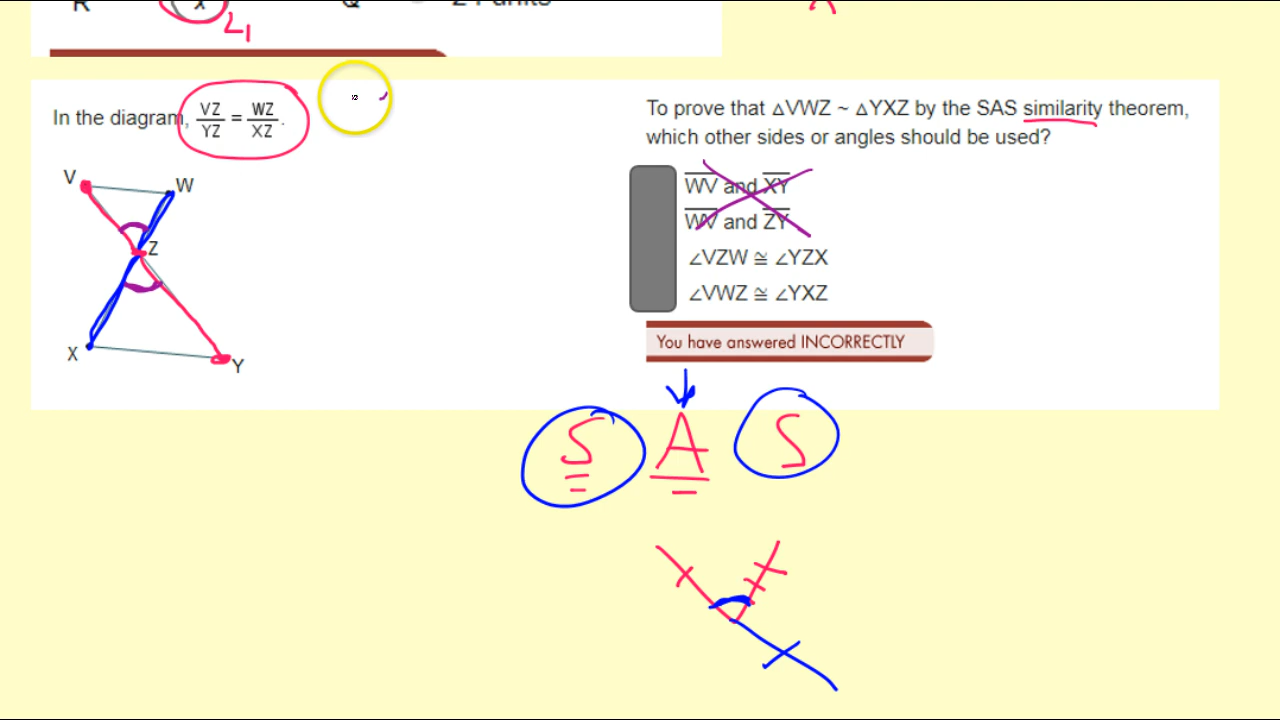 R x Q
21
In the diagram, VZ/YZ = WZ/XZ.
V
W
Z
X
Y
To prove that △VWZ ~ △YXZ by the SAS similarity theorem,
which other sides or angles should be used?
WV and XY
WV and ZY
∠VZW ≅ ∠YZX
∠VWZ ≅ ∠YXZ
You have answered INCORRECTLY
S A S